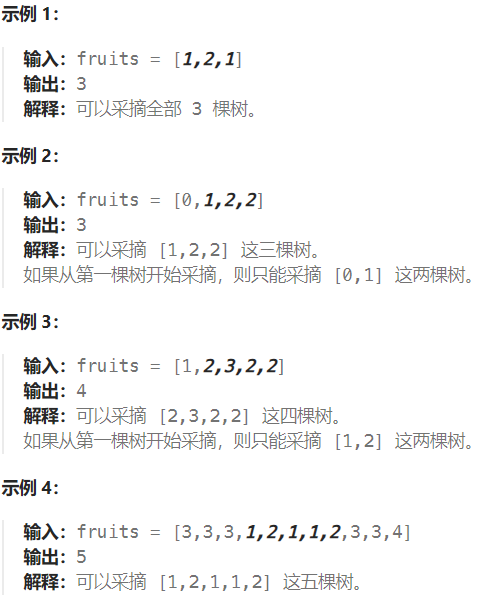 示例 1：
输入：fruits = [1,2,1]
输出：3
解释：可以采摘全部 3 棵树。
示例 2：
输入：fruits = [0,1,2,2]
输出：3
解释：可以采摘 [1,2,2] 这三棵树。
如果从第一棵树开始采摘，则只能采摘 [0,1] 这两棵树。
示例 3：
输入：fruits = [1,2,3,2,2]
输出：4
解释：可以采摘 [2,3,2,2] 这四棵树。
如果从第一棵树开始采摘，则只能采摘 [1,2] 这两棵树。
示例 4：
输入：fruits = [3,3,3,1,2,1,1,2,3,3,4]
输出：5
解释：可以采摘 [1,2,1,1,2] 这五棵树。